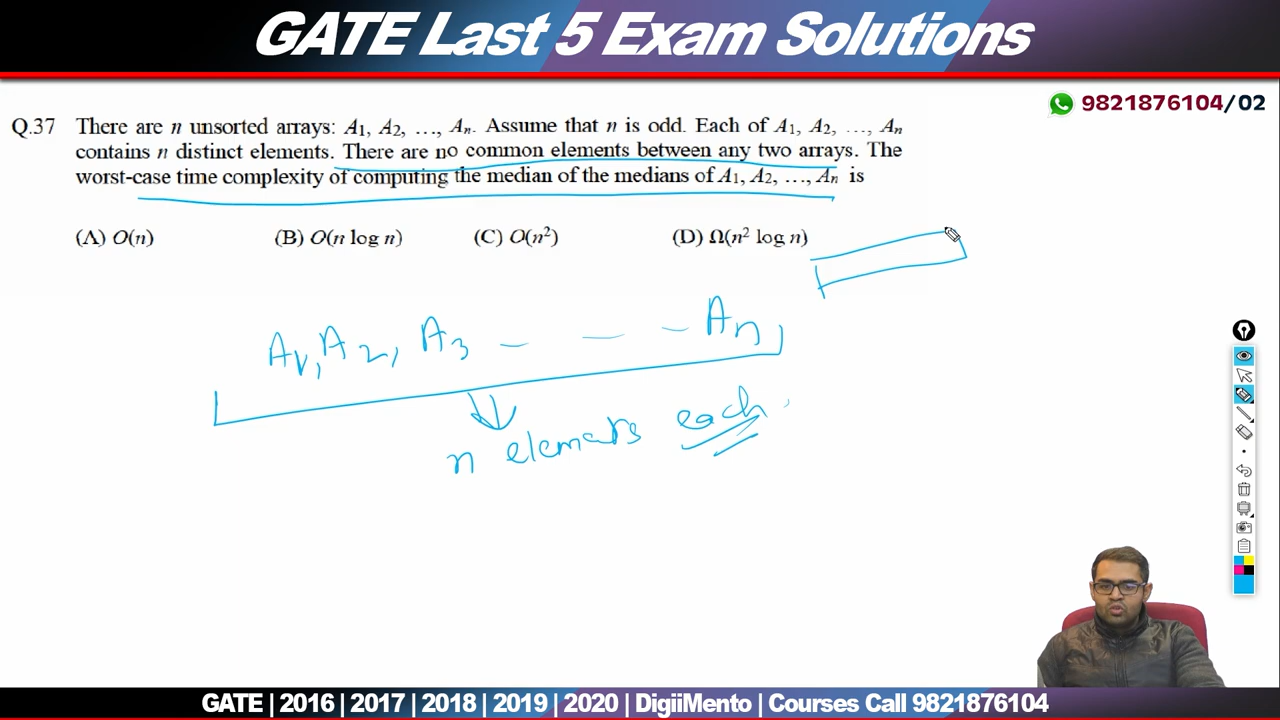 GATE Last 5 Exam Solutions
9821876104/02
Q.37 There are n unsorted arrays: A₁, A₂, …, Aₙ. Assume that n is odd. Each of A₁, A₂, …, Aₙ
contains n distinct elements. There are no common elements between any two arrays. The
worst-case time complexity of computing the median of the medians of A₁, A₂, …, Aₙ is
(A) O(n) (B) O(n log n) (C) O(n²) (D) Ω(n² log n)
A₁, A₂, A₃ - - - Aₙ
n elements each
GATE | 2016 | 2017 | 2018 | 2019 | 2020 | DigiiMento | Courses Call 9821876104